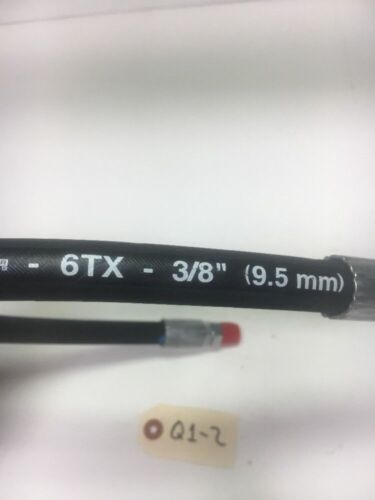 - 6TX - 3/8" (9.5 mm)
Q1-2